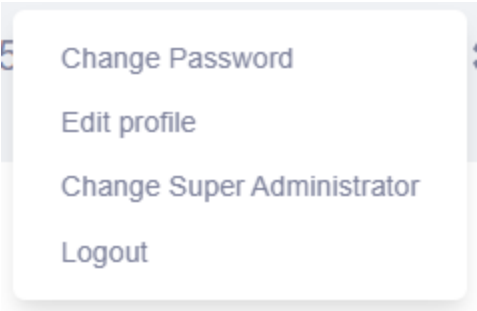 Change Password
Edit profile
Change Super Administrator
Logout